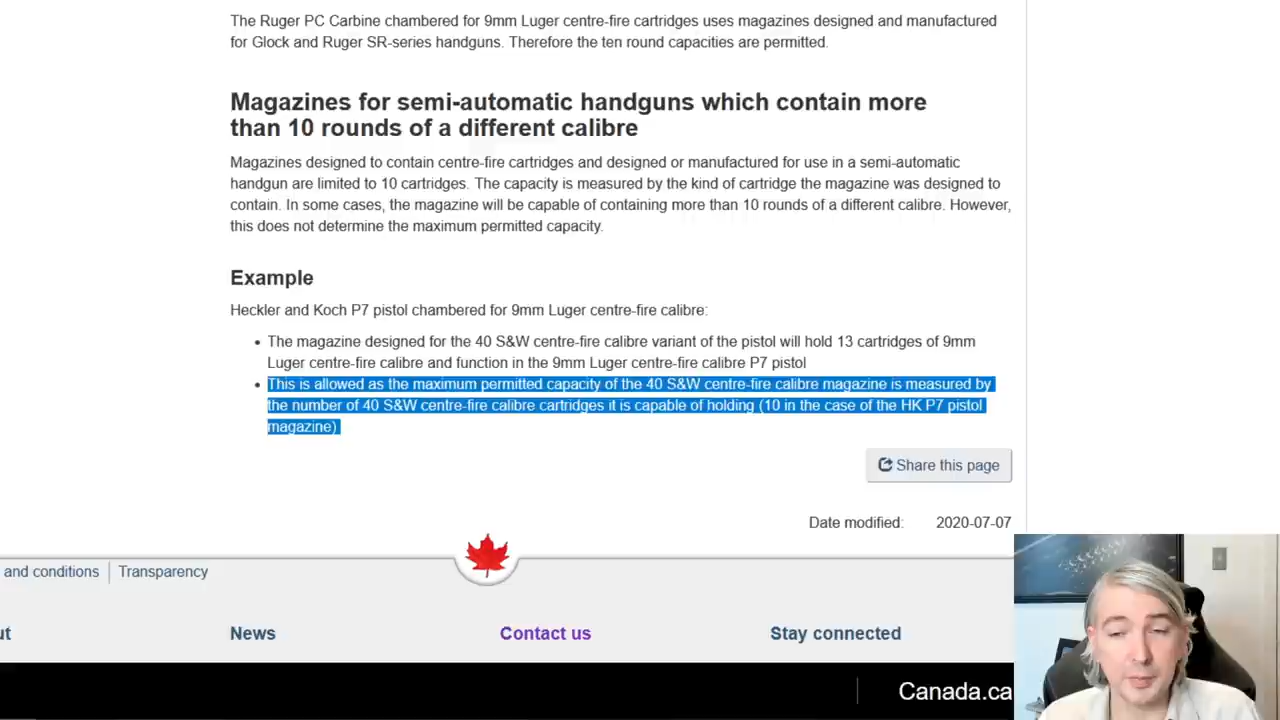 The Ruger PC Carbine chambered for 9mm Luger centre-fire cartridges uses magazines designed and manufactured
for Glock and Ruger SR-series handguns. Therefore the ten round capacities are permitted.
Magazines for semi-automatic handguns which contain more
than 10 rounds of a different calibre
Magazines designed to contain centre-fire cartridges and designed or manufactured for use in a semi-automatic
handgun are limited to 10 cartridges. The capacity is measured by the kind of cartridge the magazine was designed to
contain. In some cases, the magazine will be capable of containing more than 10 rounds of a different calibre. However,
this does not determine the maximum permitted capacity.
Example
Heckler and Koch P7 pistol chambered for 9mm Luger centre-fire calibre:
• The magazine designed for the 40 S&W centre-fire calibre variant of the pistol will hold 13 cartridges of 9mm
Luger centre-fire calibre and function in the 9mm Luger centre-fire calibre P7 pistol
• This is allowed as the maximum permitted capacity of the 40 S&W centre-fire calibre magazine is measured by
the number of 40 S&W centre-fire calibre cartridges it is capable of holding (10 in the case of the HK P7 pistol
magazine)
Share this page
Date modified: 2020-07-07
and conditions Transparency
ut News Contact us Stay connected
Canada.ca